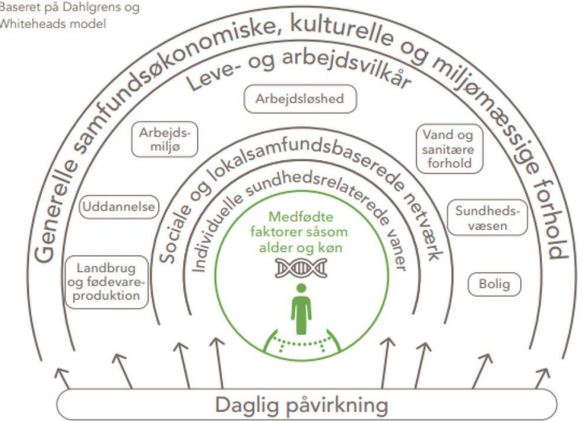 Baseret på Dahlgrens og
Whiteheads model
Generelle samfundsøkonomiske, kulturelle og miljømæssige forhold
Leve- og arbejdsvilkår
Arbejdsløshed
Arbejds-
miljø
Vand og
sanitære
forhold
Uddannelse
Sundheds-
væsen
Landbrug
og fødevare-
produktion
Bolig
Sociale og lokalsamfundsbaserede netværk
Individuelle sundhedsrelaterede vaner
Medfødte
faktorer såsom
alder og køn
Daglig påvirkning